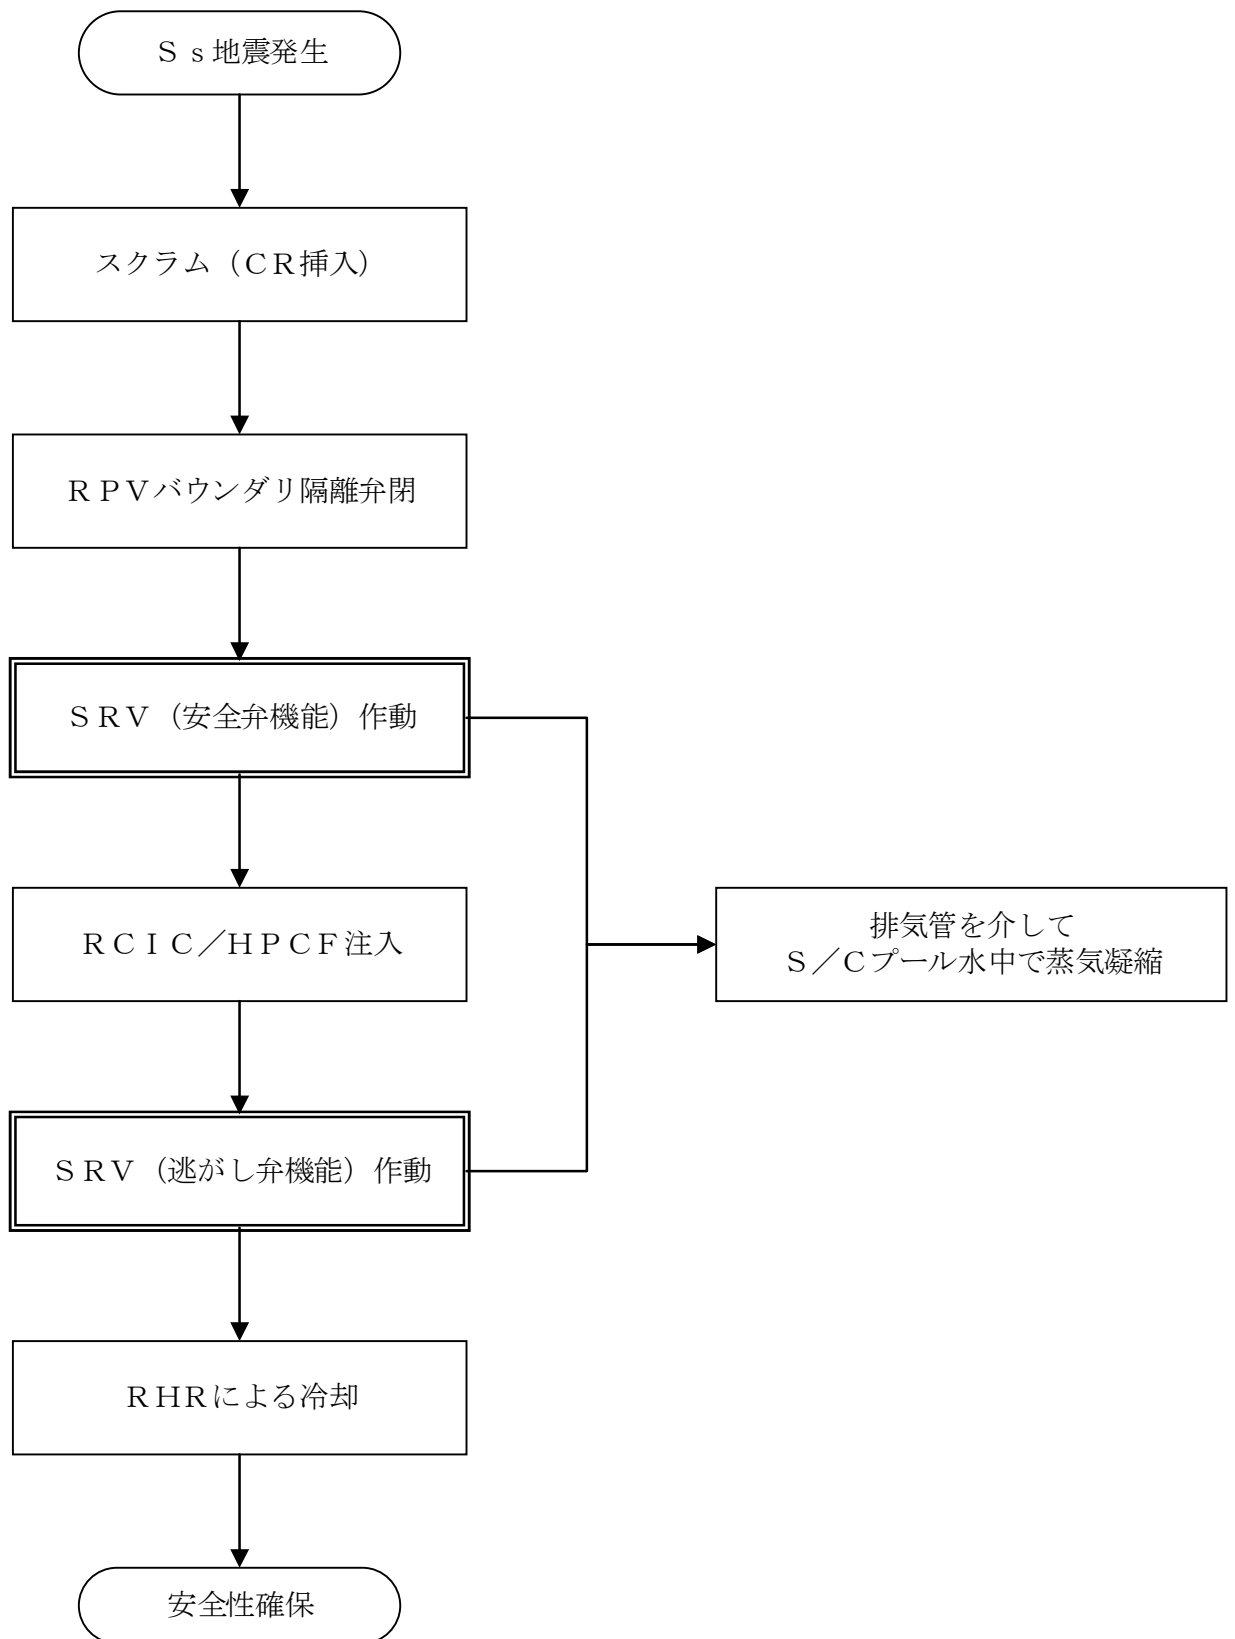 Ｓｓ地震発生
スクラム（ＣＲ挿入）
ＲＰＶバウンダリ隔離弁閉
ＳＲＶ（安全弁機能）作動
ＲＣＩＣ／ＨＰＣＦ注入
排気管を介して
Ｓ／Ｃプール水中で蒸気凝縮
ＳＲＶ（逃がし弁機能）作動
ＲＨＲによる冷却
安全性確保